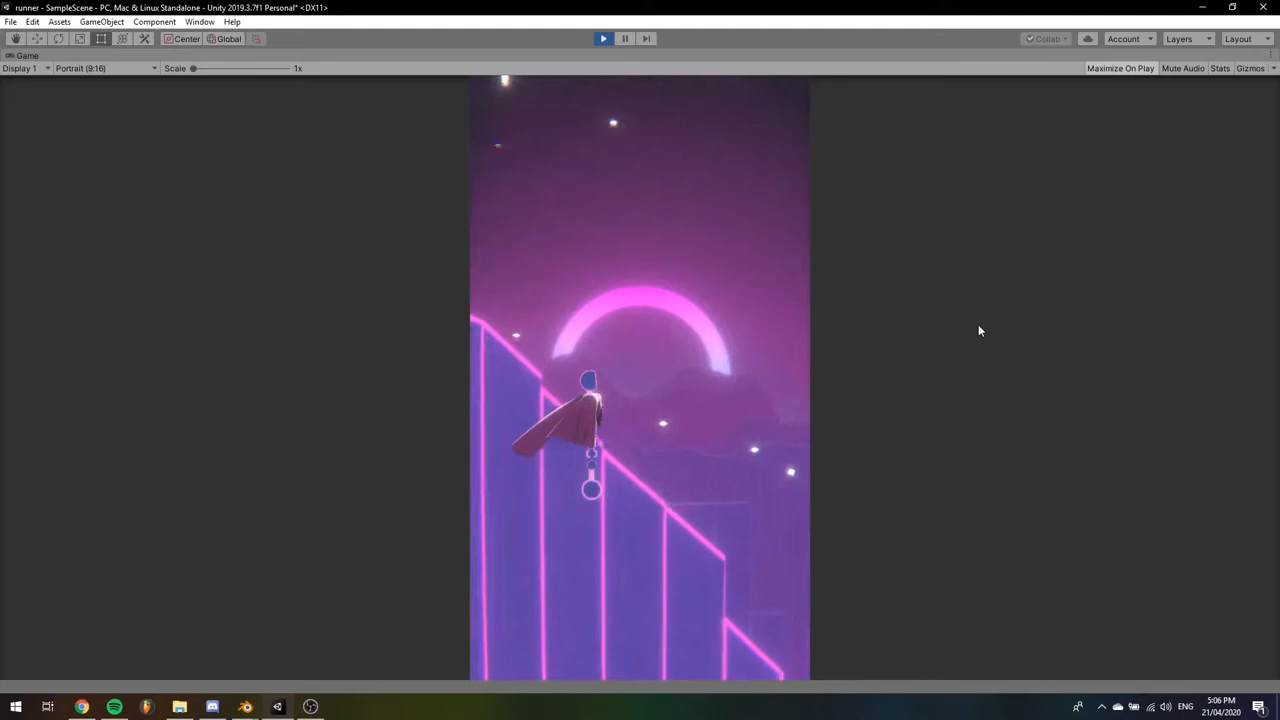 runner - SampleScene - PC, Mac & Linux Standalone - Unity 2019.3.7f1 Personal* <DX11>
File Edit Assets GameObject Component Window Help
Center Global Collab Account Layers Layout
Game
Display 1 Portrait (9:16) Scale 1x Maximize On Play Mute Audio Stats Gizmos
ENG 5:06 PM
21/04/2020
1